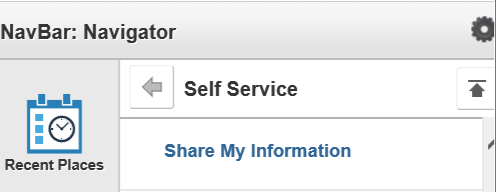 NavBar: Navigator
Self Service
Share My Information
Recent Places